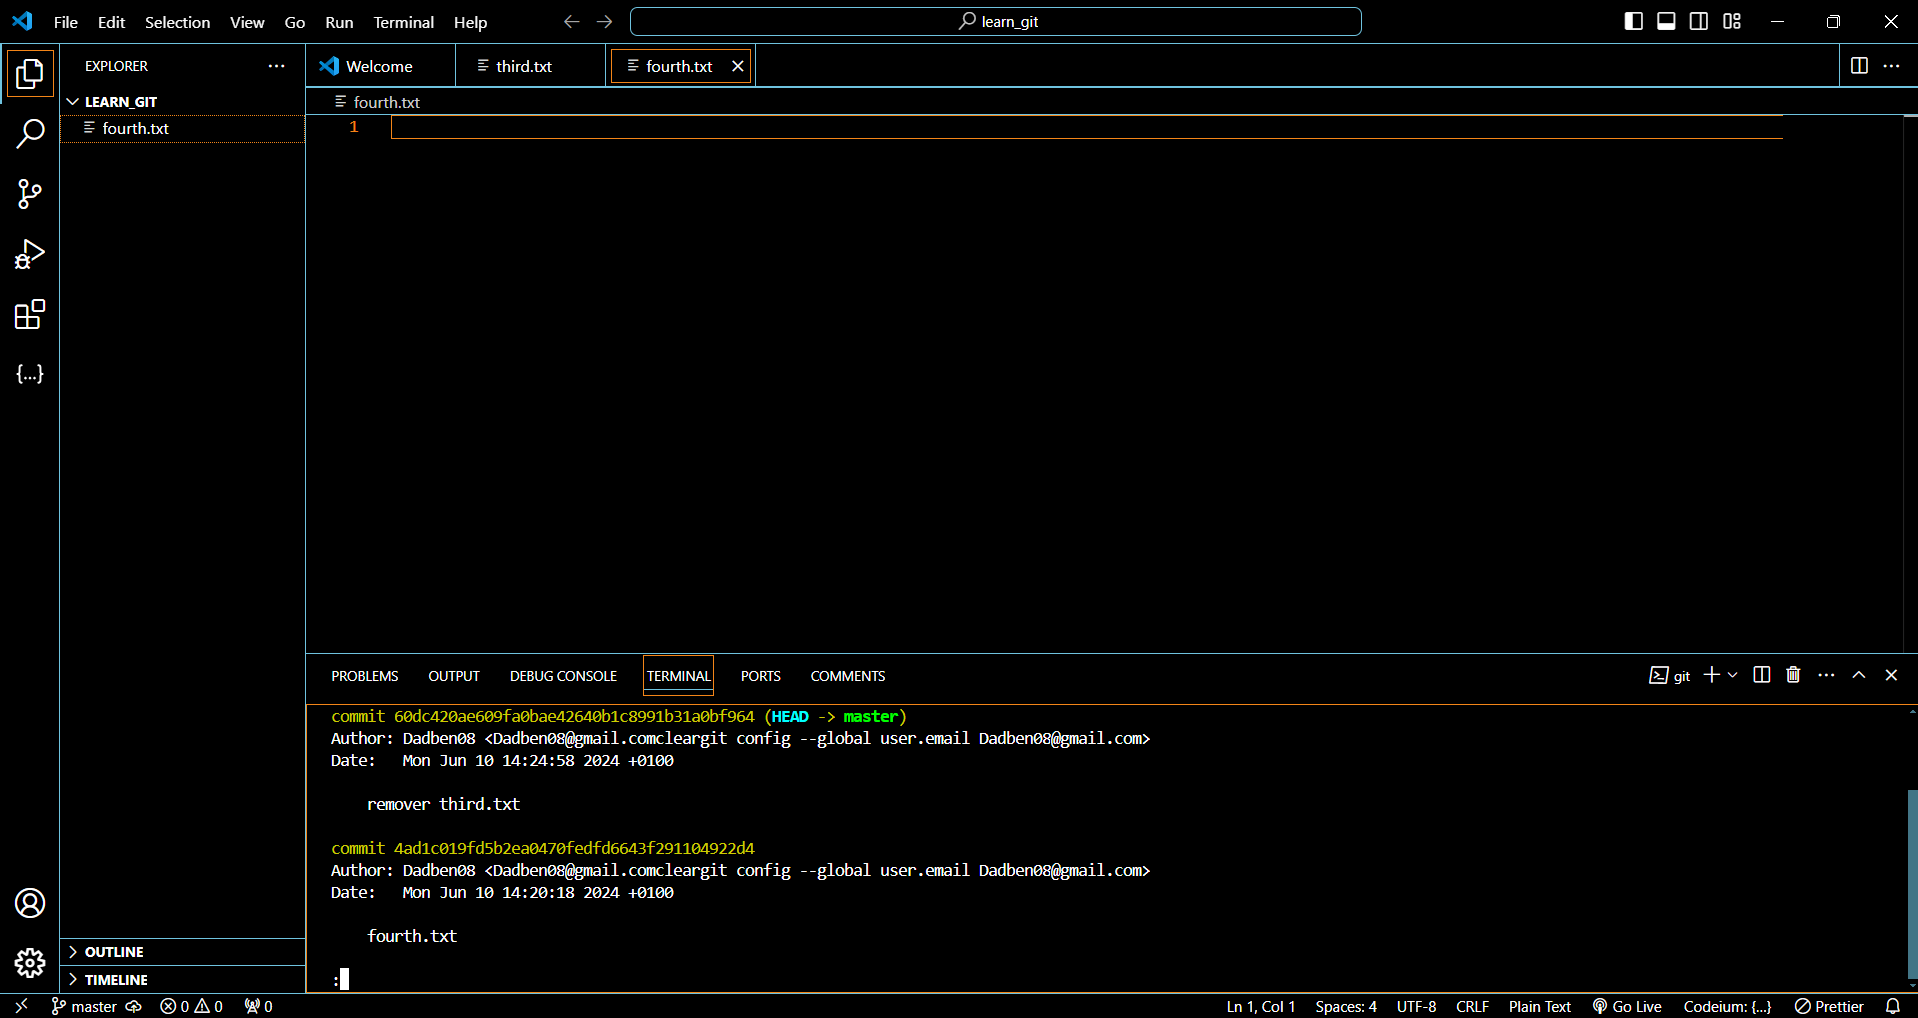 File Edit Selection View Go Run Terminal Help
learn_git
EXPLORER
Welcome
third.txt
fourth.txt
LEARN_GIT
fourth.txt
fourth.txt
1
{...}
PROBLEMS OUTPUT DEBUG CONSOLE TERMINAL PORTS COMMENTS
git
commit 60dc420ae609fa0bae42640b1c8991b31a0bf964 (HEAD -> master)
Author: Dadben08 <Dadben08@gmail.comcleargit config --global user.email Dadben08@gmail.com>
Date:   Mon Jun 10 14:24:58 2024 +0100
remover third.txt
commit 4ad1c019fd5b2ea0470fedfd6643f291104922d4
Author: Dadben08 <Dadben08@gmail.comcleargit config --global user.email Dadben08@gmail.com>
Date:   Mon Jun 10 14:20:18 2024 +0100
fourth.txt
:
OUTLINE
TIMELINE
master 0 0 0 Ln 1, Col 1 Spaces: 4 UTF-8 CRLF Plain Text Go Live Codeium: {...} Prettier